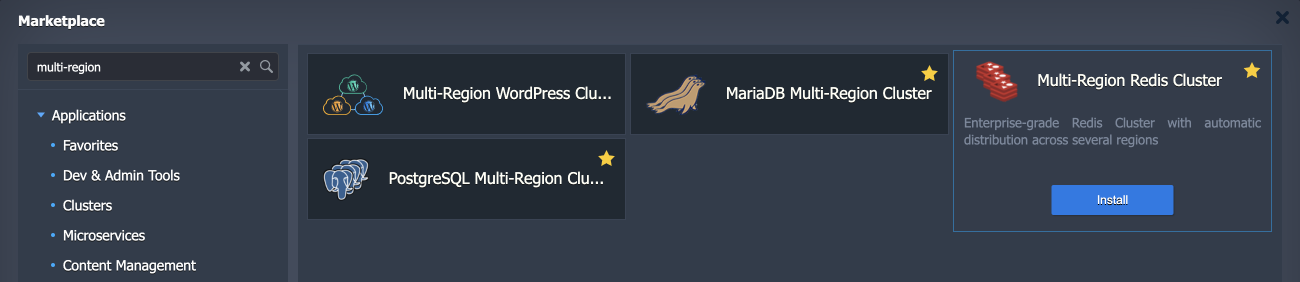 Marketplace
multi-region
Applications
Favorites
Dev & Admin Tools
Clusters
Microservices
Content Management
Multi-Region WordPress Clu...
MariaDB Multi-Region Cluster
Multi-Region Redis Cluster
Enterprise-grade Redis Cluster with automatic
distribution across several regions
Install
PostgreSQL Multi-Region Clu...